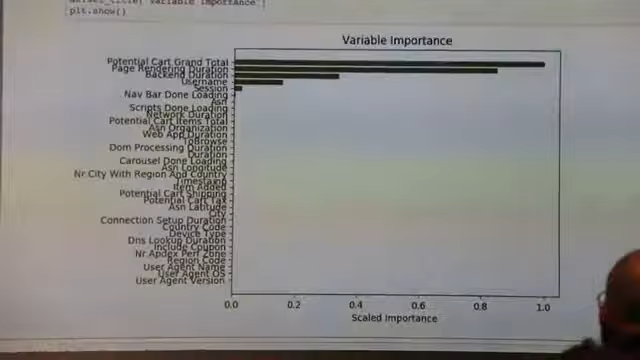 plt.show()
Variable Importance
Potential Cart Grand Total
Page Rendering Duration
Backend Duration
Username
Session
Nav Bar Done Loading
Asn
Scripts Done Loading
Network Duration
Potential Cart Items Total
Asn Organization
Web App Duration
ToBrowse
Dom Processing Duration
Duration
Carousel Done Loading
Asn Longitude
Nr.City With Region And Country
Timestamp
Item Added
Potential Cart Shipping
Potential Cart Tax
Asn Latitude
City
Connection Setup Duration
Country Code
Device Type
Dns Lookup Duration
Include Coupon
Nr.Apdex Perf Zone
Region Code
User Agent Name
User Agent OS
User Agent Version
0.0 0.2 0.4 0.6 0.8 1.0
Scaled Importance